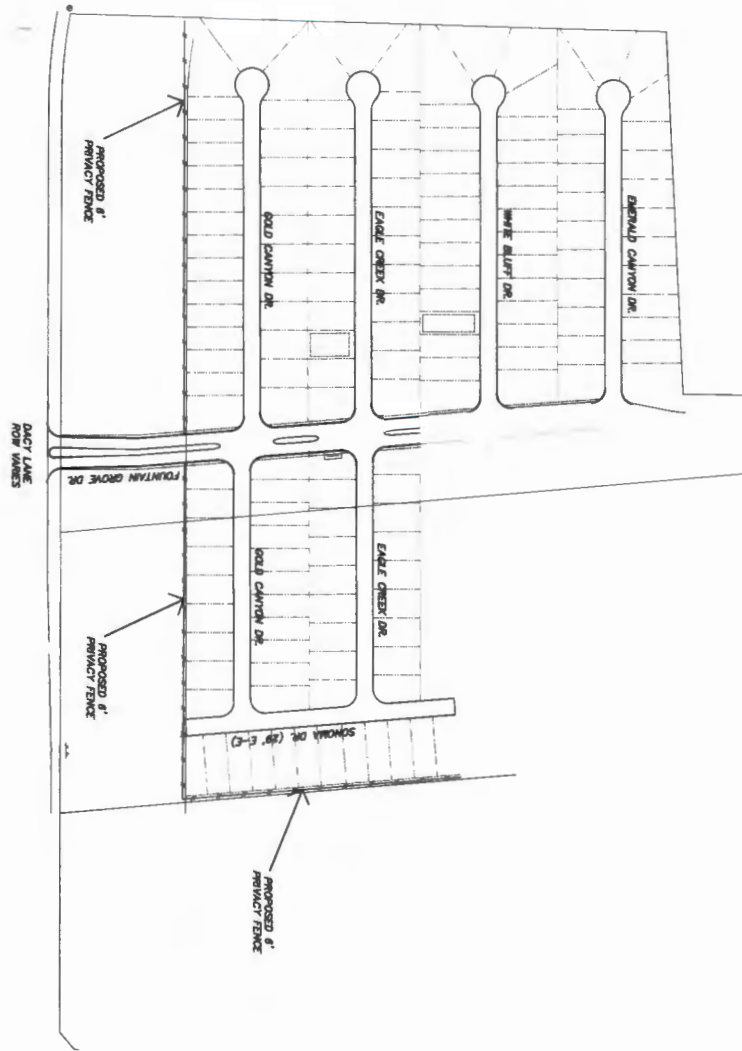 PROPOSED 6'
PRIVACY FENCE
GOLD CANYON DR.
EAGLE CREEK DR.
WHITE BLUFF DR.
EMERALD CANYON DR.
DACY LANE
ROW VARIES
FOUNTAIN GROVE DR.
PROPOSED 6'
PRIVACY FENCE
GOLD CANYON DR.
EAGLE CREEK DR.
SONOMA DR. (29' E-E)
PROPOSED 6'
PRIVACY FENCE